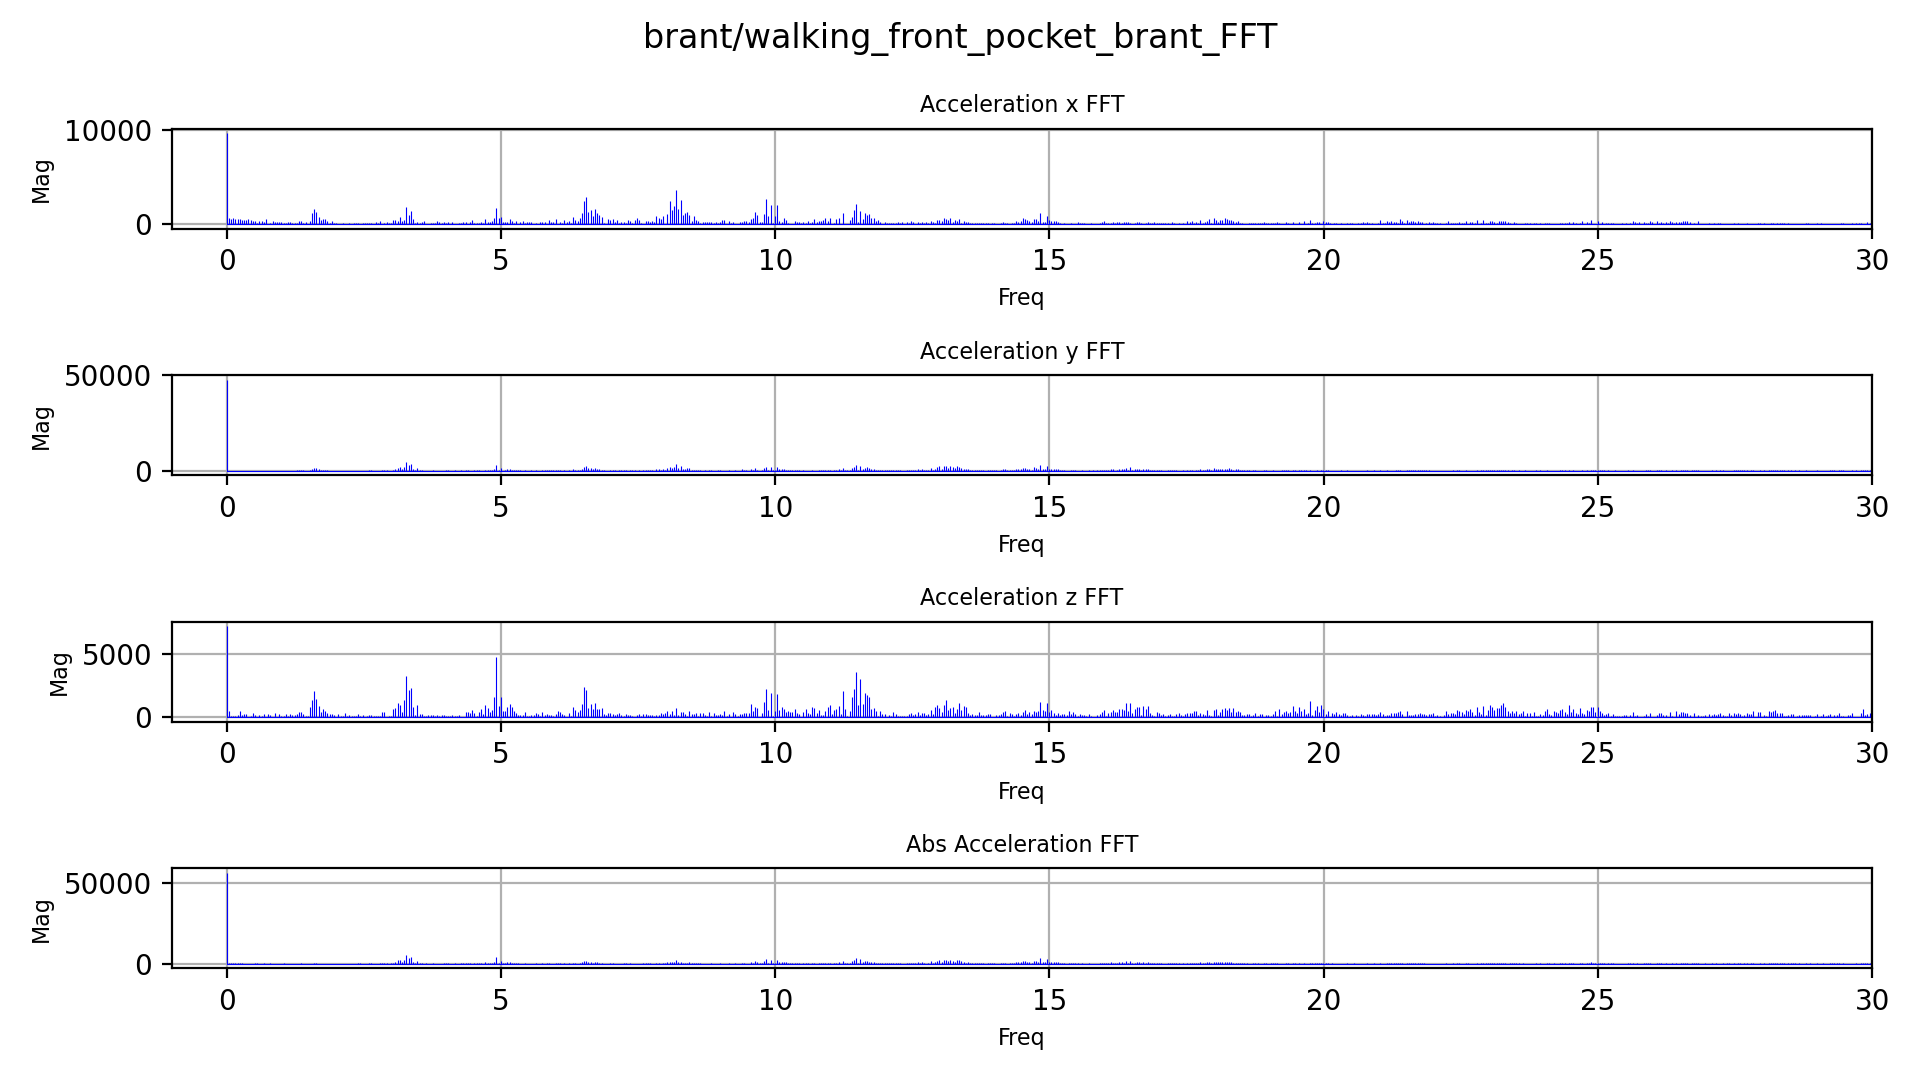 brant/walking_front_pocket_brant_FFT
Acceleration x FFT
Mag
10000
0
0 5 10 15 20 25 30
Freq
Acceleration y FFT
Mag
50000
0
0 5 10 15 20 25 30
Freq
Acceleration z FFT
Mag
5000
0
0 5 10 15 20 25 30
Freq
Abs Acceleration FFT
Mag
50000
0
0 5 10 15 20 25 30
Freq